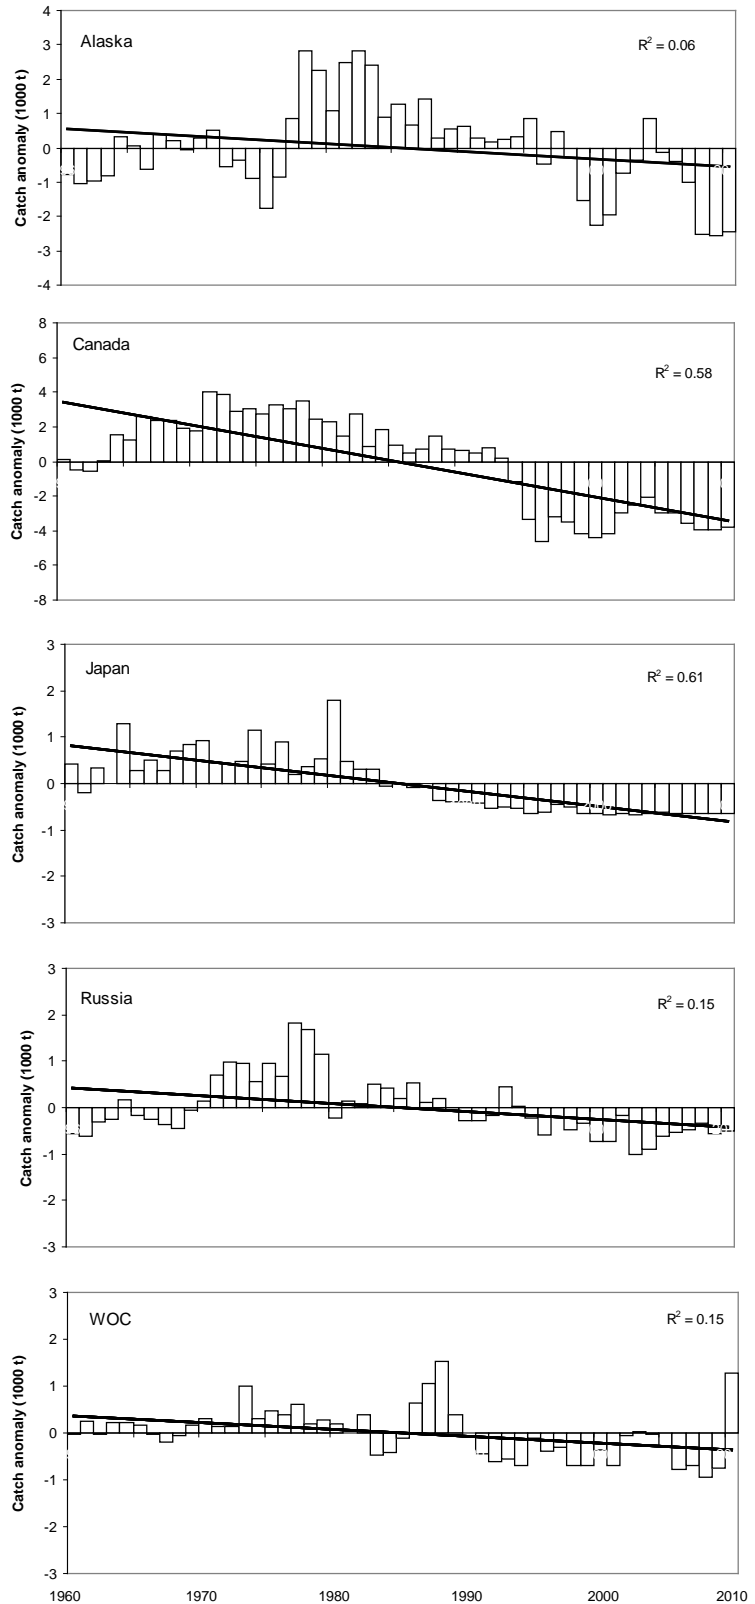 4
Alaska
R² = 0.06
3
2
1
0
-1
-2
-3
-4
Catch anomaly (1000 t)
8
Canada
R² = 0.58
6
4
2
0
-2
-4
-6
-8
Catch anomaly (1000 t)
3
Japan
R² = 0.61
2
1
0
-1
-2
-3
Catch anomaly (1000 t)
3
Russia
R² = 0.15
2
1
0
-1
-2
-3
Catch anomaly (1000 t)
3
WOC
R² = 0.15
2
1
0
-1
-2
-3
Catch anomaly (1000 t)
1960 1970 1980 1990 2000 2010